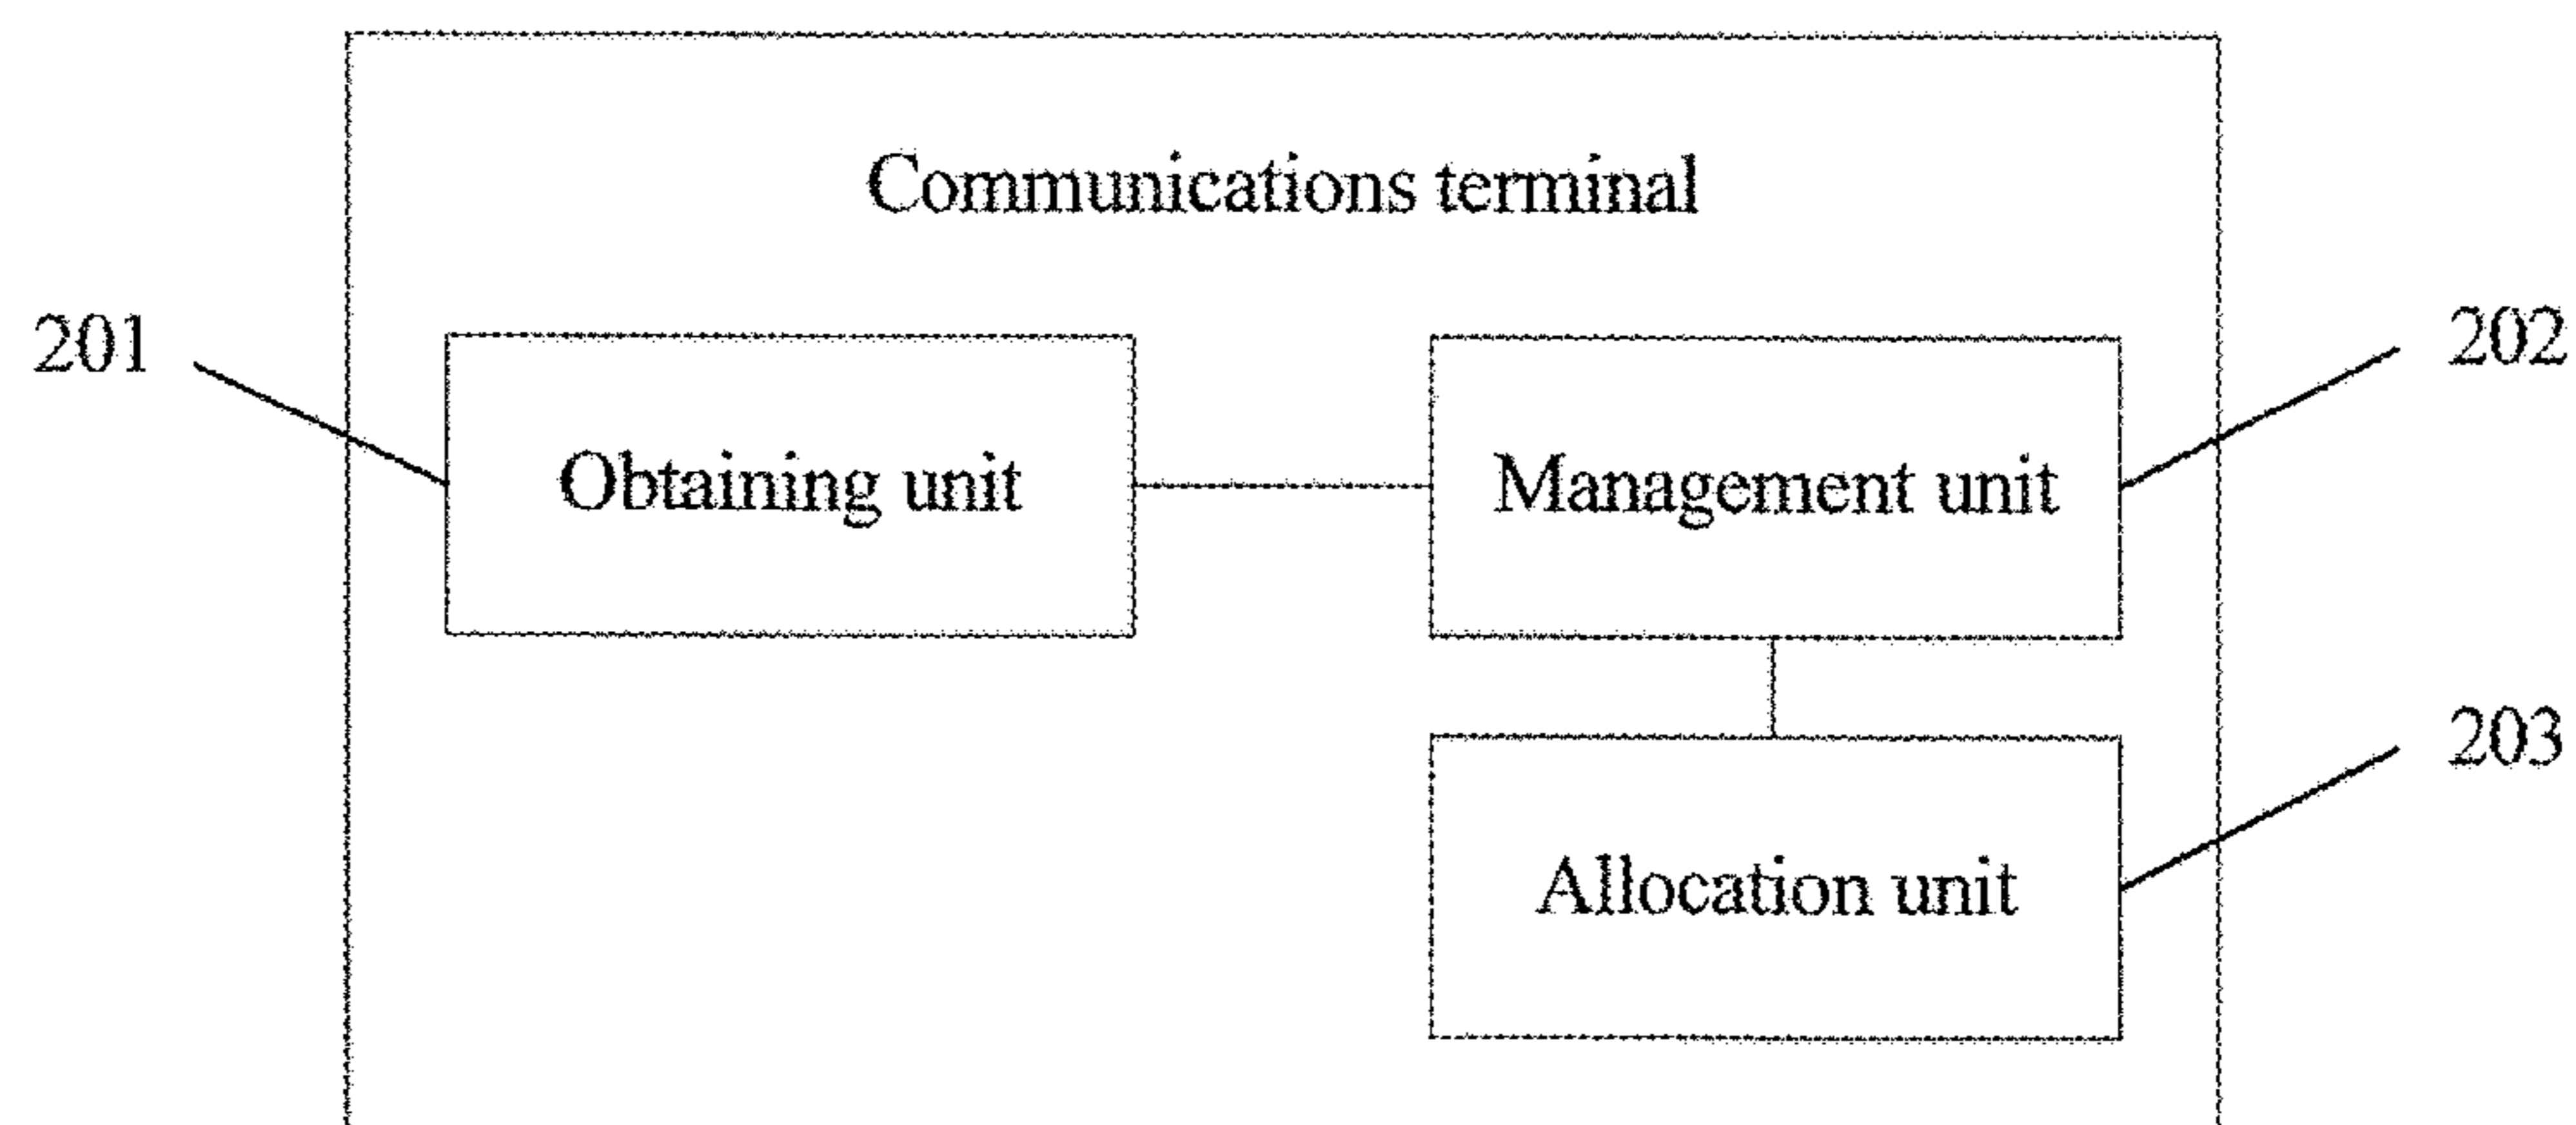 Communications terminal
201
202
Obtaining unit
Management unit
203
Allocation unit